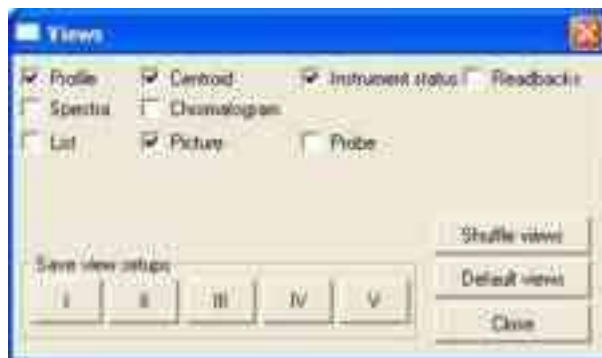 Views
Profile Centroid Instrument status Readbacks
Spectra Chromatogram
List Picture Probe
Shuffle views
Save view setups
Default views
I II III IV V
Close